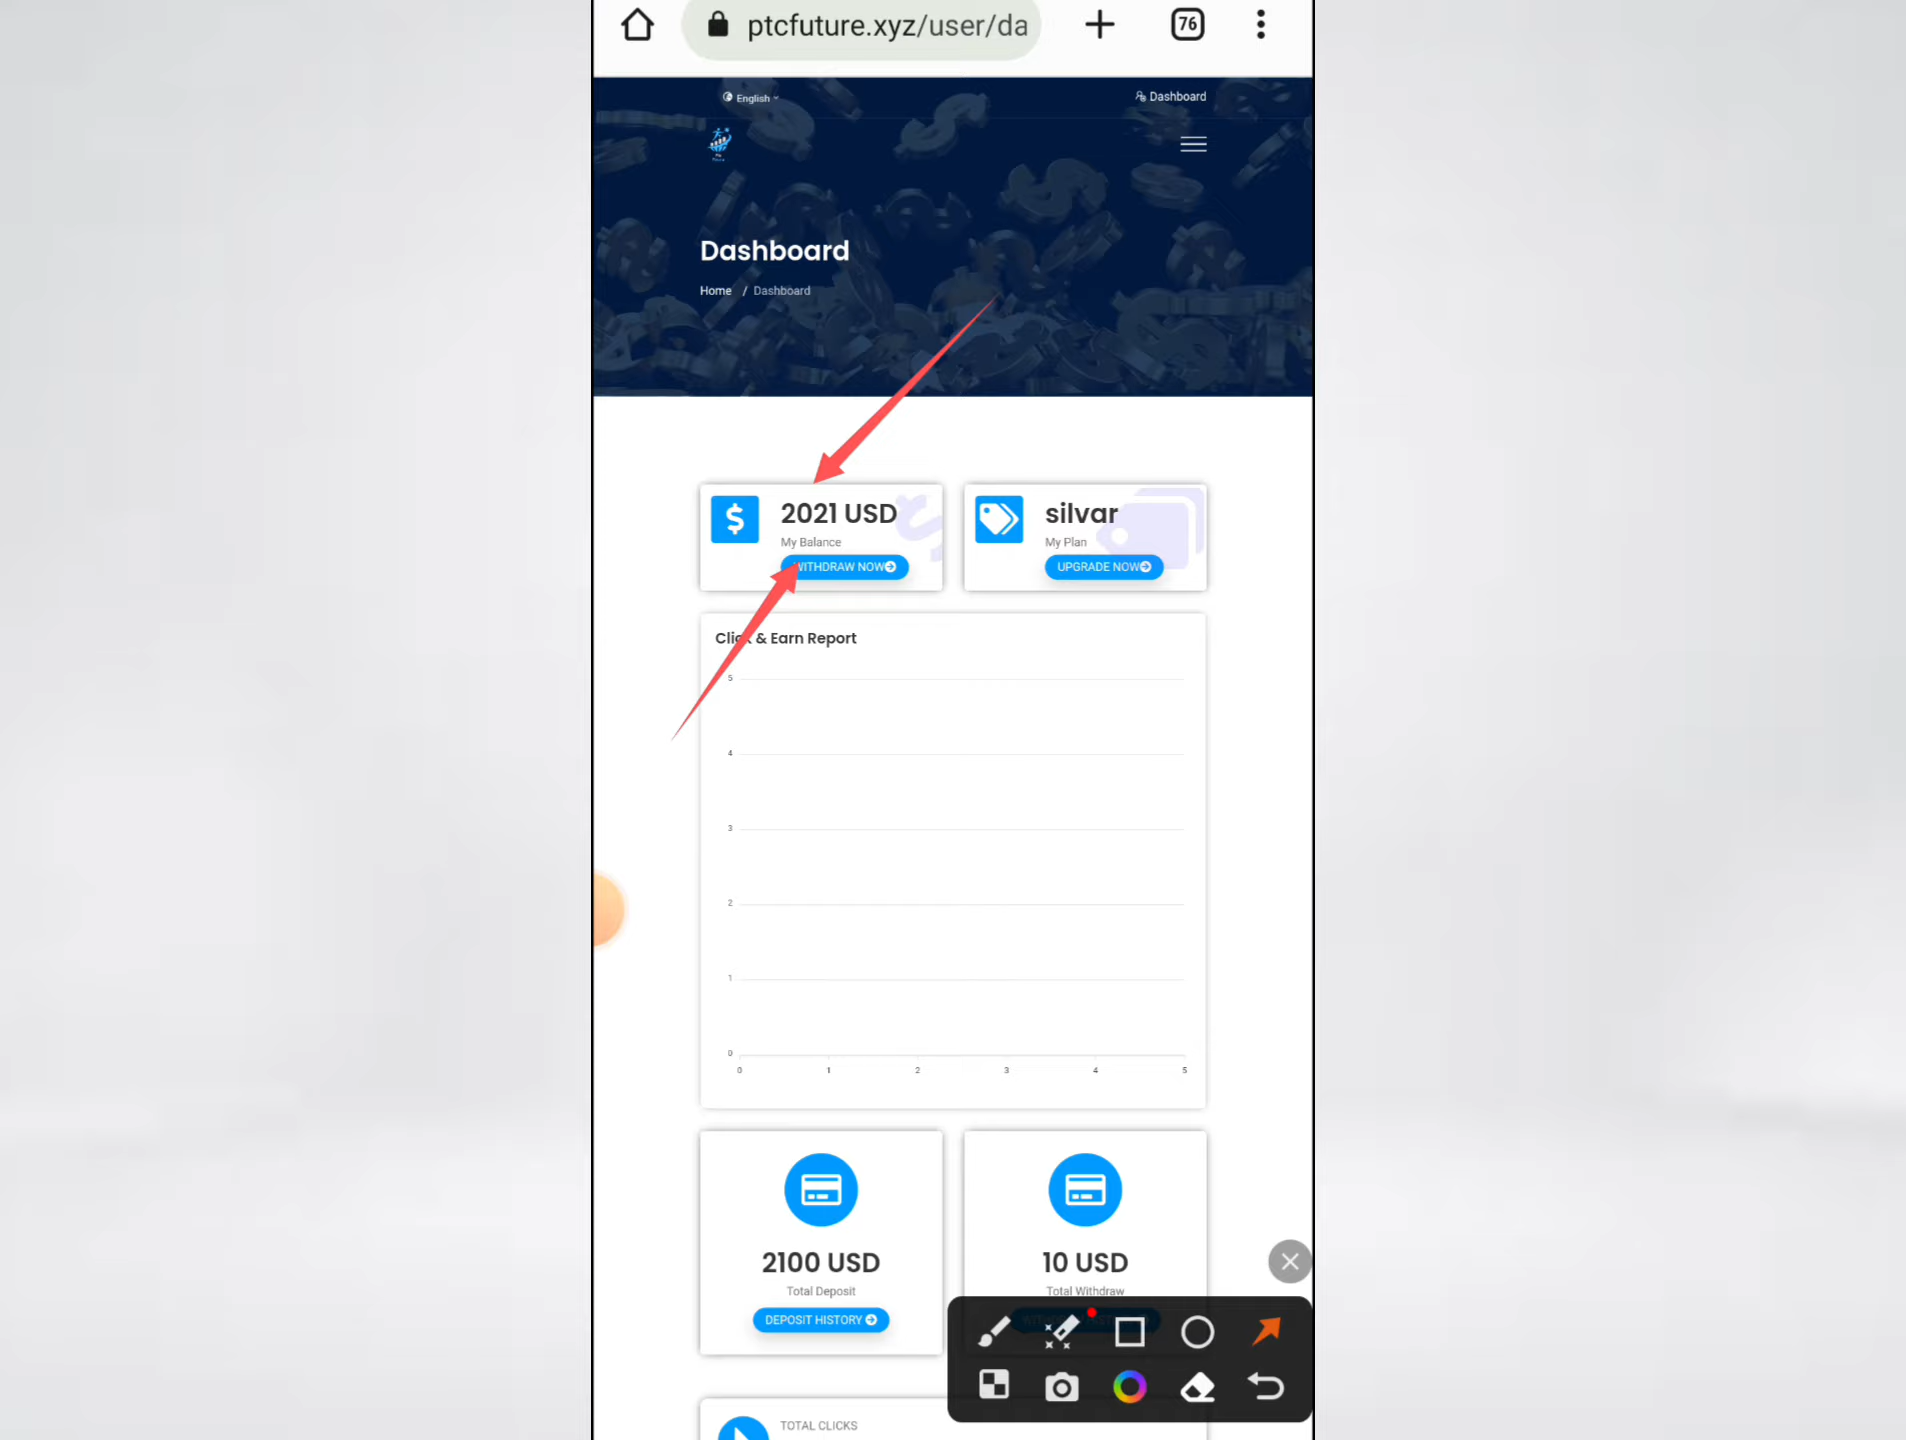 ptcfuture.xyz/user/da
76
English
Dashboard
Dashboard
Home / Dashboard
2021 USD
My Balance
WITHDRAW NOW
silvar
My Plan
UPGRADE NOW
Click & Earn Report
5
4
3
2
1
0
0 1 2 3 4 5
2100 USD
Total Deposit
DEPOSIT HISTORY
10 USD
Total Withdraw
TOTAL CLICKS